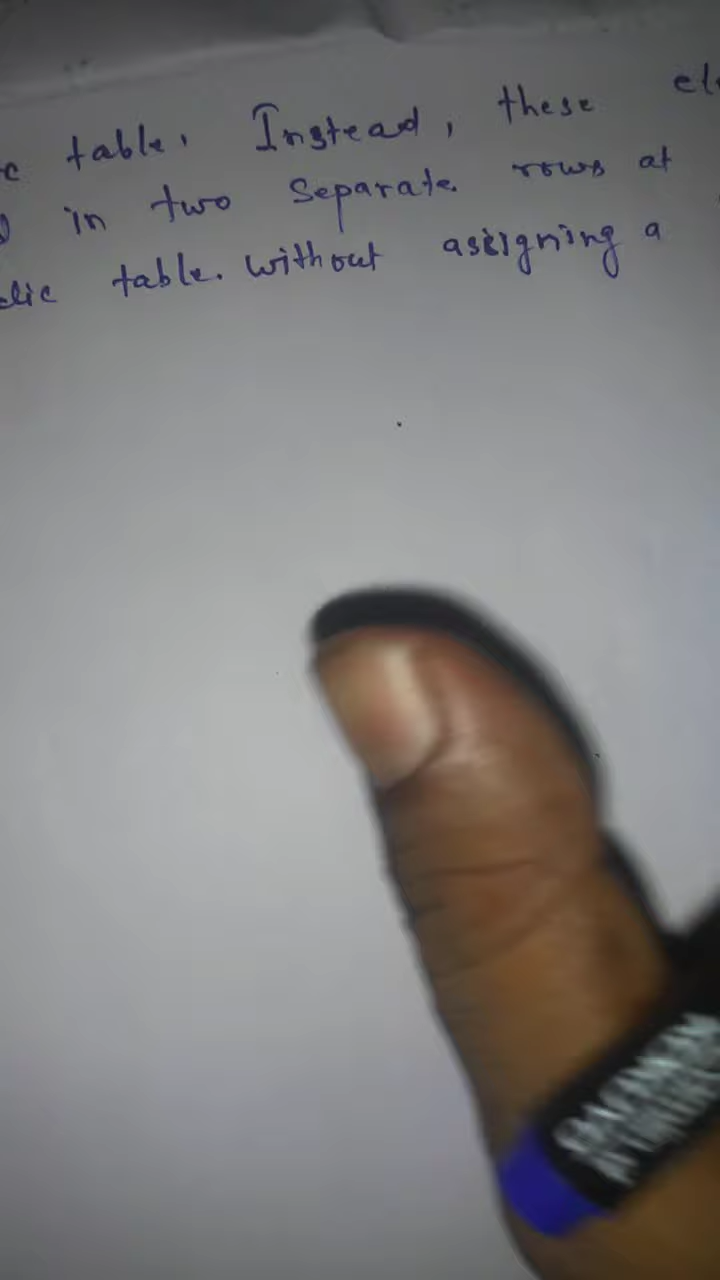 table. Instead, these
in two separate rows at
table. Without assigning a